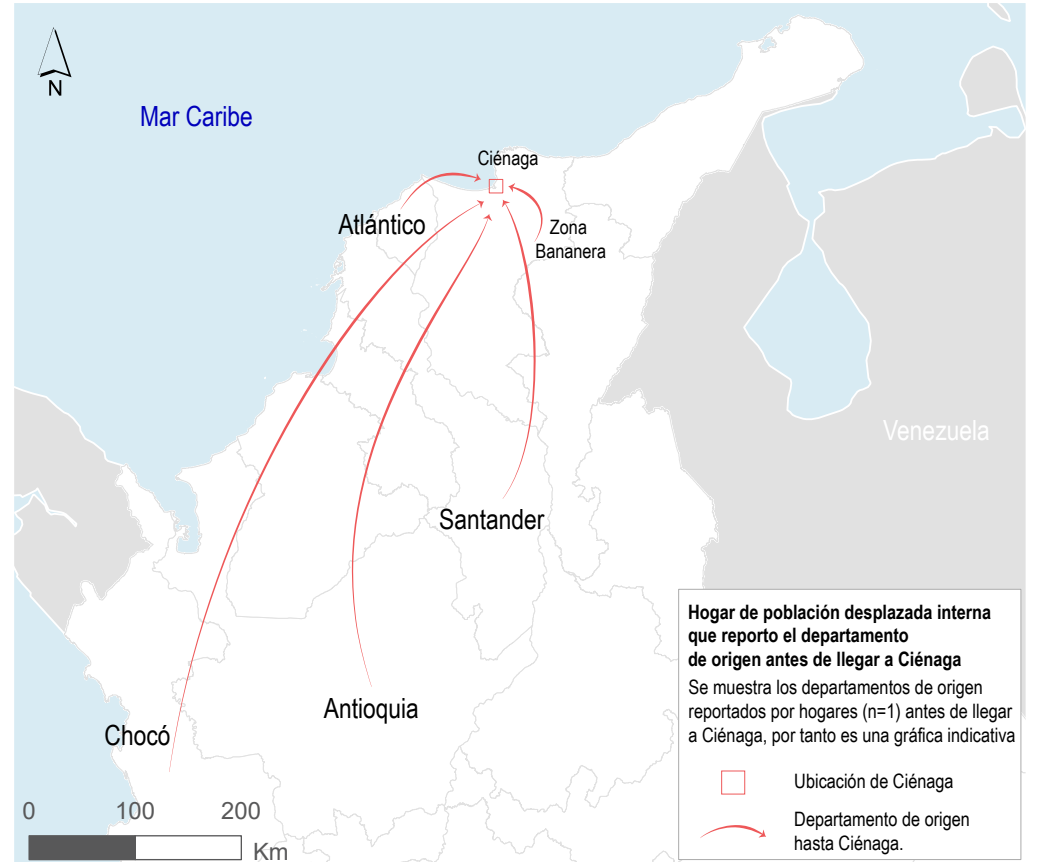 N
Mar Caribe
Ciénaga
Atlántico
Zona
Bananera
Venezuela
Santander
Antioquia
Chocó
0 100 200
Km
Hogar de población desplazada interna
que reporto el departamento
de origen antes de llegar a Ciénaga
Se muestra los departamentos de origen
reportados por hogares (n=1) antes de llegar
a Ciénaga, por tanto es una gráfica indicativa
Ubicación de Ciénaga
Departamento de origen
hasta Ciénaga.